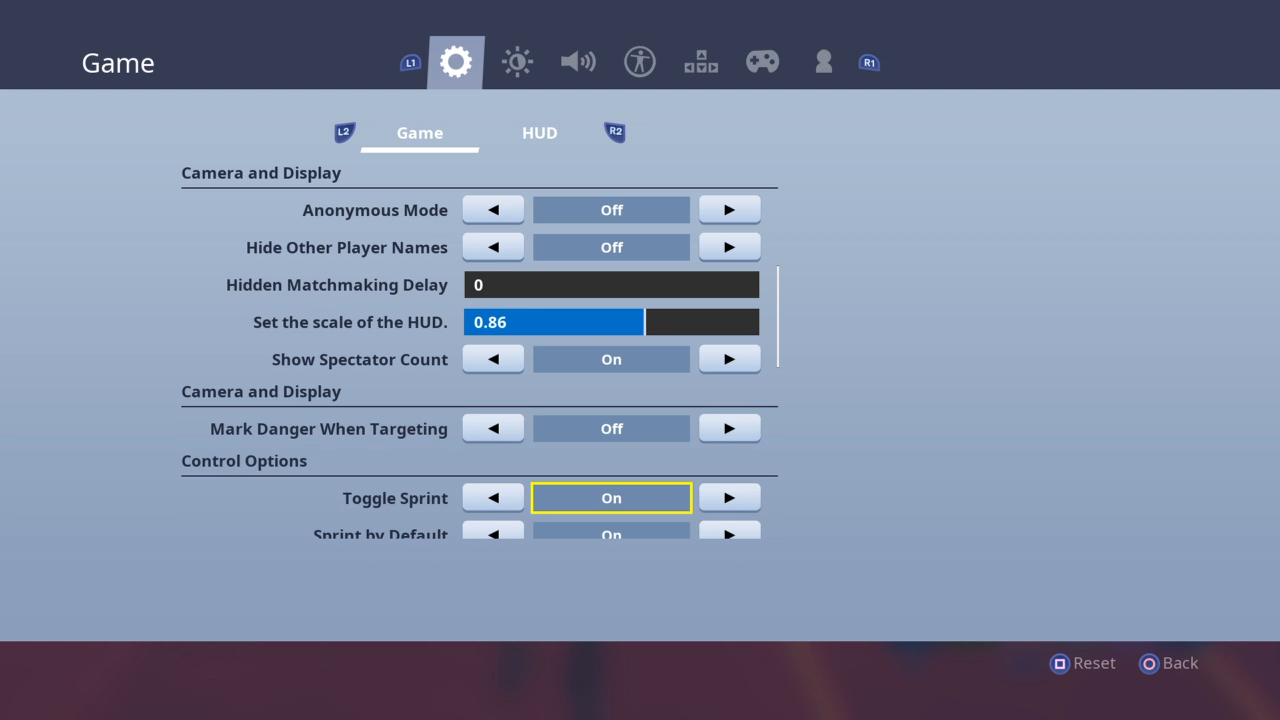 Game
L1
R1
L2
Game
HUD
R2
Camera and Display
Anonymous Mode Off
Hide Other Player Names Off
Hidden Matchmaking Delay 0
Set the scale of the HUD. 0.86
Show Spectator Count On
Camera and Display
Mark Danger When Targeting Off
Control Options
Toggle Sprint On
Sprint by Default On
Reset Back